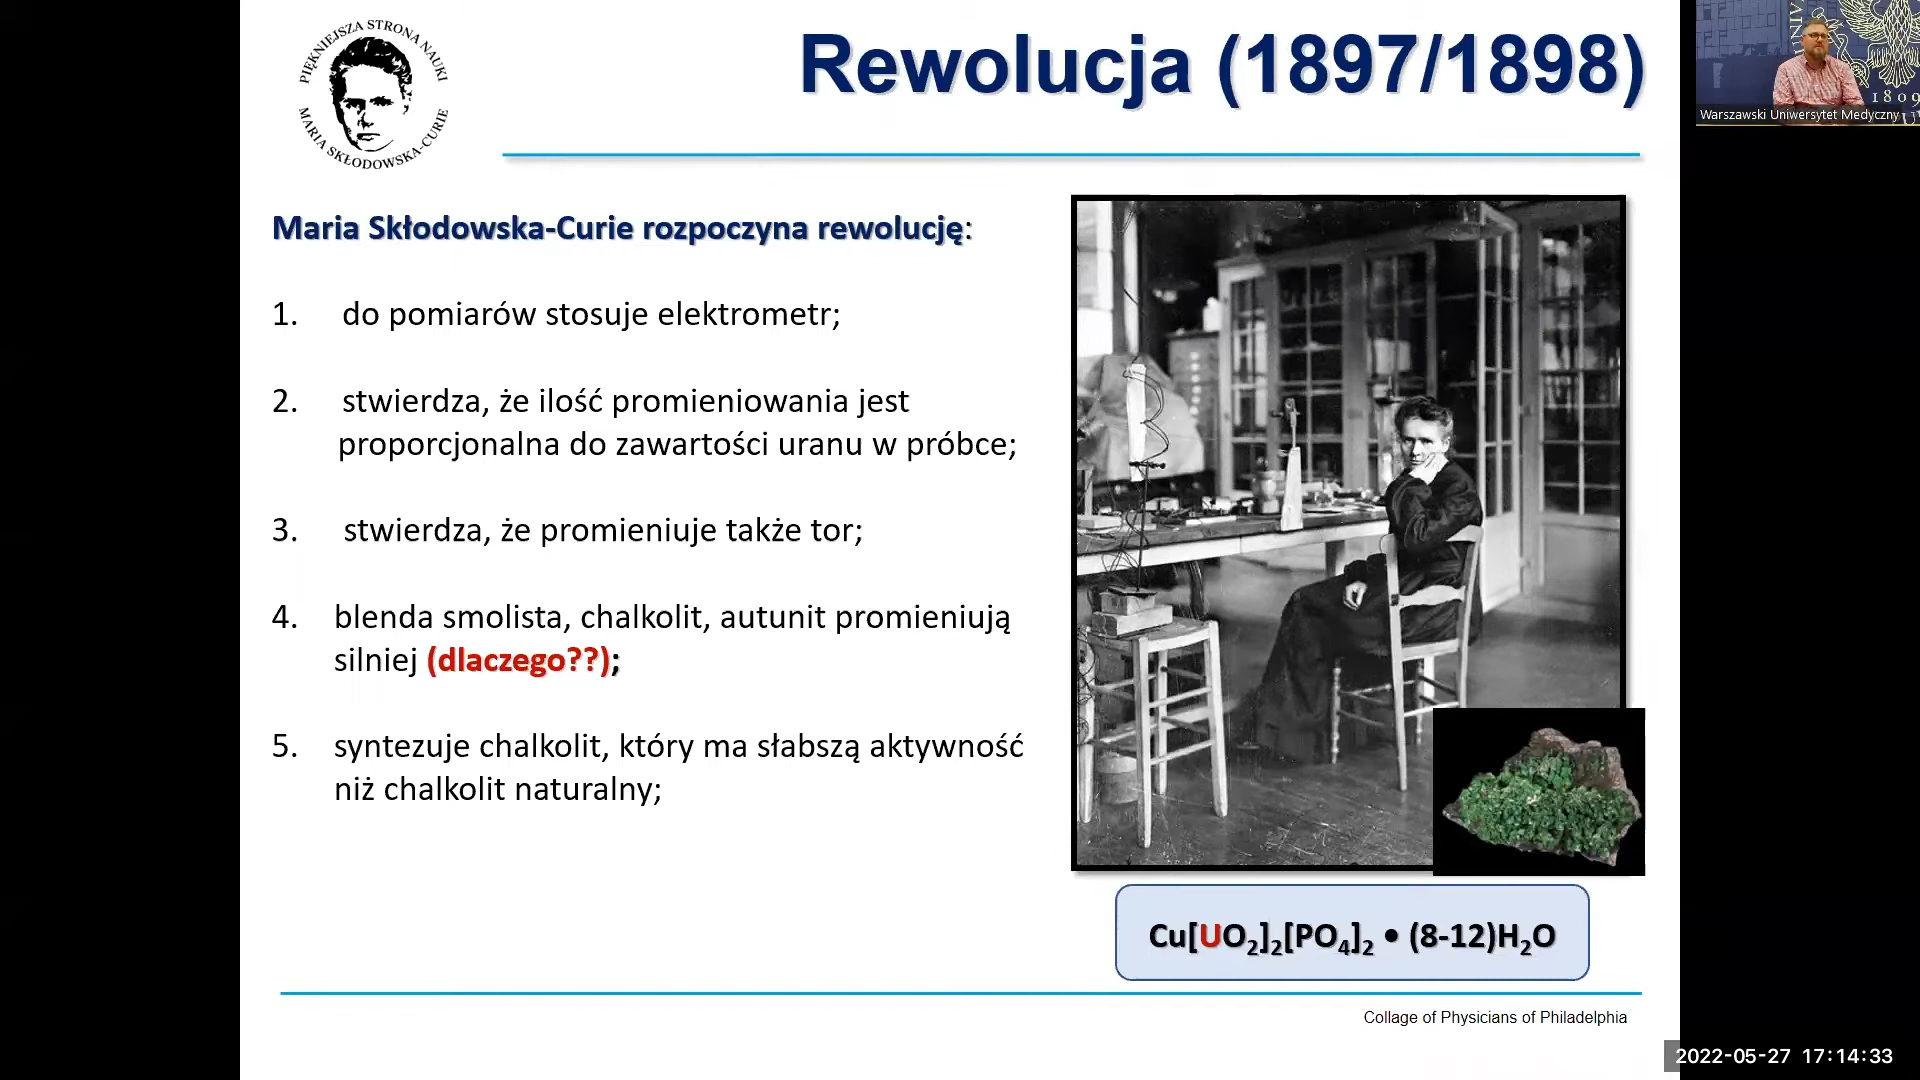 PIĘKNIEJSZA STRONA NAUKI
MARIA SKŁODOWSKA-CURIE
Rewolucja (1897/1898)
Warszawski Uniwersytet Medyczny
1809
Maria Skłodowska-Curie rozpoczyna rewolucję:
1. do pomiarów stosuje elektrometr;
2. stwierdza, że ilość promieniowania jest
proporcjonalna do zawartości uranu w próbce;
3. stwierdza, że promieniuje także tor;
4. blenda smolista, chalkolit, autunit promieniują
silniej (dlaczego??);
5. syntezuje chalkolit, który ma słabszą aktywność
niż chalkolit naturalny;
Cu[UO₂]₂[PO₄]₂ • (8-12)H₂O
Collage of Physicians of Philadelphia
2022-05-27 17:14:33